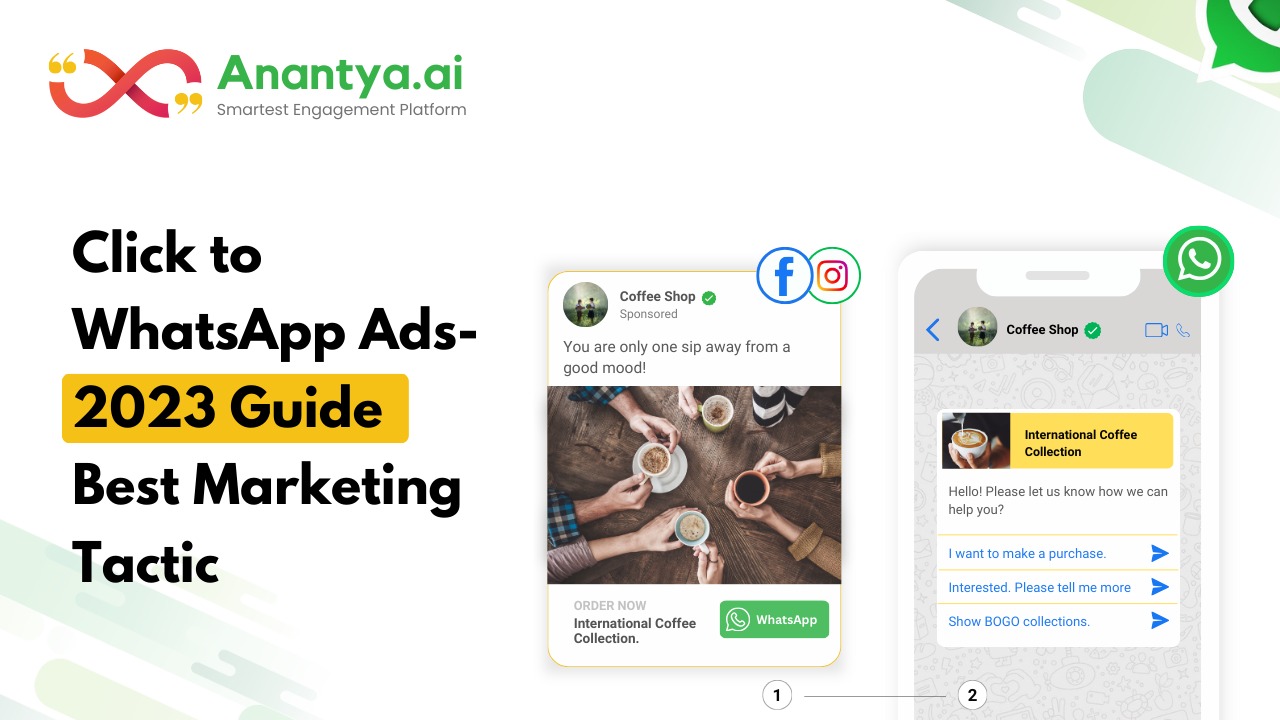 Anantya.ai
Smartest Engagement Platform
Click to
WhatsApp Ads-
2023 Guide
Best Marketing
Tactic
Coffee Shop
Sponsored
You are only one sip away from a
good mood!
ORDER NOW
International Coffee
Collection.
WhatsApp
1
Coffee Shop
International Coffee
Collection
Hello! Please let us know how we can
help you?
I want to make a purchase.
Interested. Please tell me more
Show BOGO collections.
2